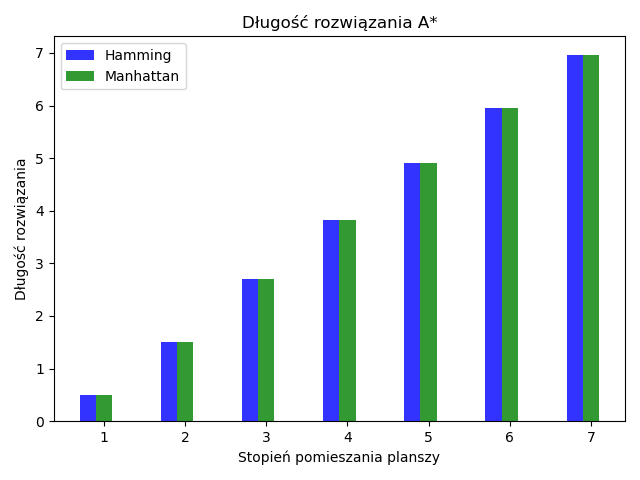 Długość rozwiązania A*
Hamming
Manhattan
Długość rozwiązania
7
6
5
4
3
2
1
0
1 2 3 4 5 6 7
Stopień pomieszania planszy